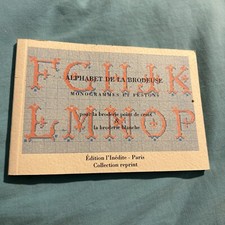 ALPHABET DE LA BRODEUSE
FGHIJK
MONOGRAMMES ET FESTONS
pour la broderie point de croix
LMNOP
&
la broderie blanche
Édition l'Inédite - Paris
Collection reprint